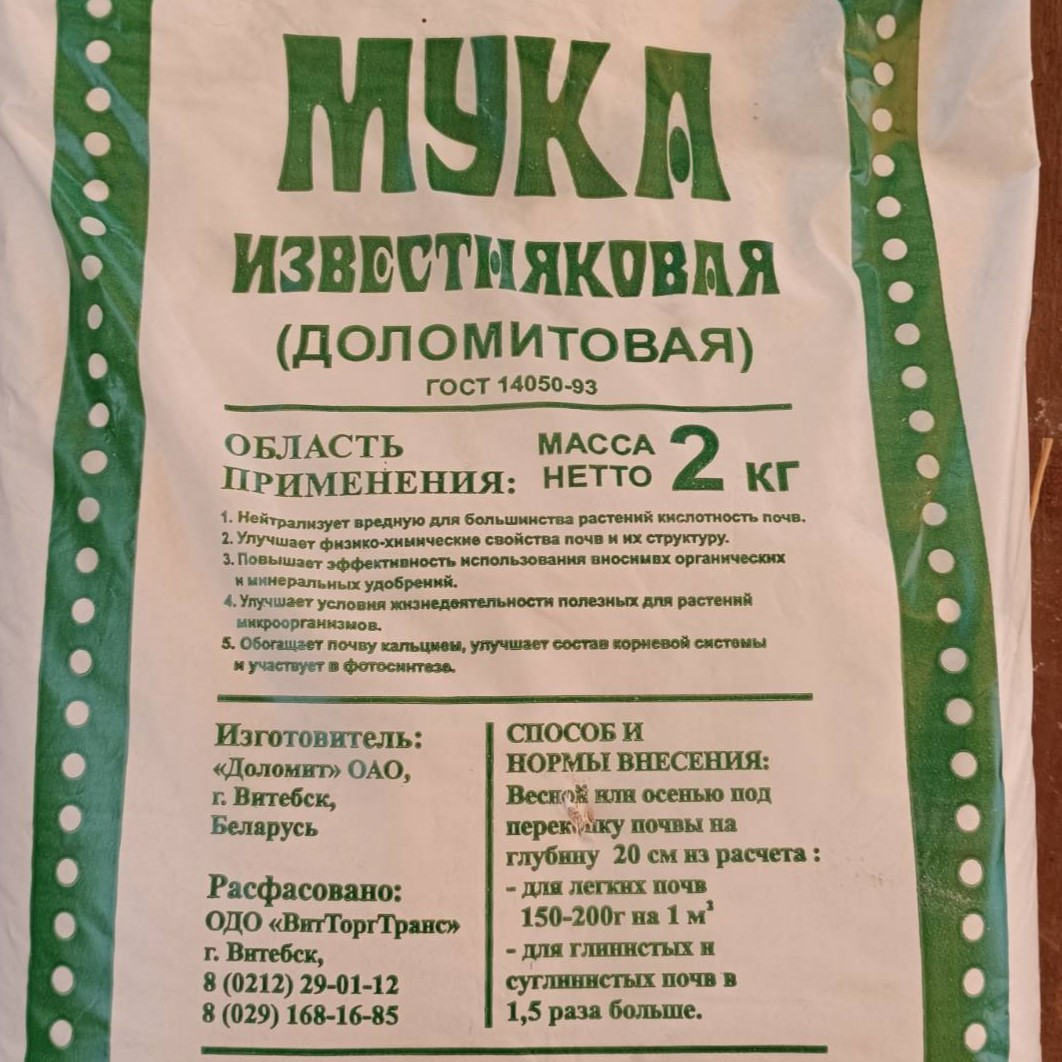 МУКА
ИЗВЕСТНЯКОВАЯ
(ДОЛОМИТОВАЯ)
ГОСТ 14050-93
ОБЛАСТЬ
ПРИМЕНЕНИЯ:
МАССА
НЕТТО 2 кг
1. Нейтрализует вредную для большинства растений кислотность почв.
2. Улучшает физико-химические свойства почв и их структуру.
3. Повышает эффективность использования вносимвх органических
и минеральных удобрений.
4. Улучшает условия жизнедеятельности полезных для растений
микроорганизмов.
5. Обогащает почву кальцием, улучшает состав корневой системы
и участвует в фотосинтезе.
Изготовитель:
«Доломит» ОАО,
г. Витебск,
Беларусь
Расфасовано:
ОДО «ВитТоргТранс»
г. Витебск,
8 (0212) 29-01-12
8 (029) 168-16-85
СПОСОБ И
НОРМЫ ВНЕСЕНИЯ:
Весной или осенью под
перекопку почвы на
глубину 20 см из расчета :
- для легких почв
150-200г на 1 м²
- для глинистых и
суглинистых почв в
1,5 раза больше.